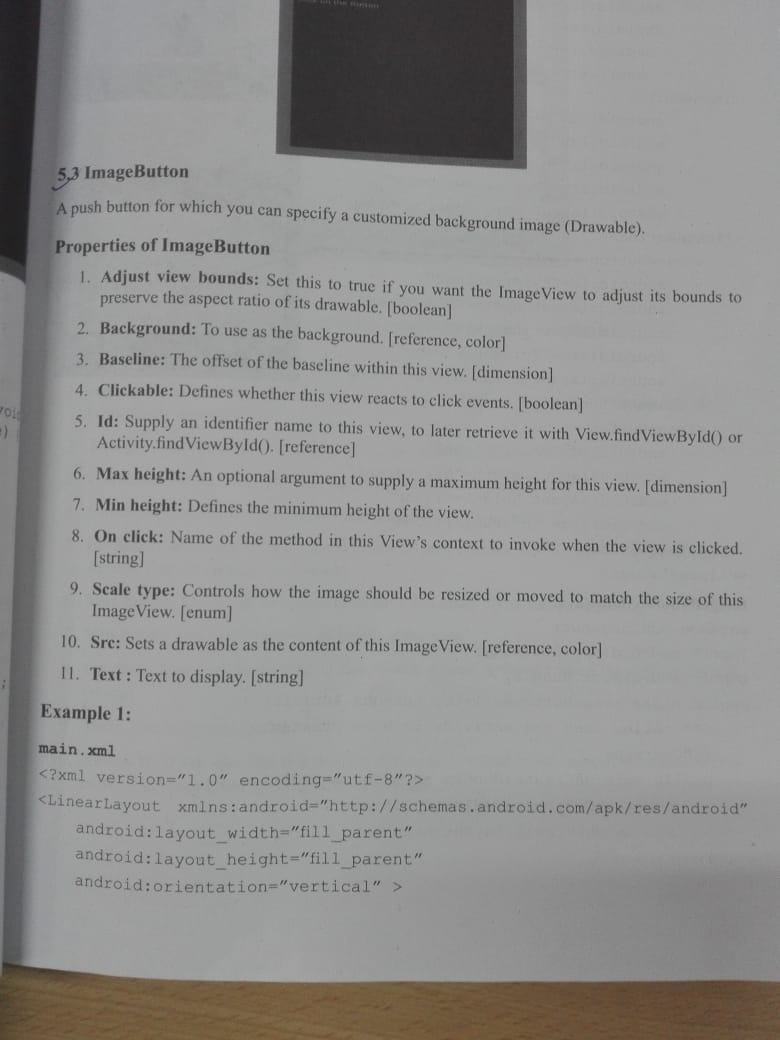 on the Button
5.3 ImageButton
A push button for which you can specify a customized background image (Drawable).
Properties of ImageButton
1. Adjust view bounds: Set this to true if you want the ImageView to adjust its bounds to
preserve the aspect ratio of its drawable. [boolean]
2. Background: To use as the background. [reference, color]
3. Baseline: The offset of the baseline within this view. [dimension]
4. Clickable: Defines whether this view reacts to click events. [boolean]
5. Id: Supply an identifier name to this view, to later retrieve it with View.findViewById() or
Activity.findViewById(). [reference]
6. Max height: An optional argument to supply a maximum height for this view. [dimension]
7. Min height: Defines the minimum height of the view.
8. On click: Name of the method in this View's context to invoke when the view is clicked.
[string]
9. Scale type: Controls how the image should be resized or moved to match the size of this
ImageView. [enum]
10. Src: Sets a drawable as the content of this ImageView. [reference, color]
11. Text : Text to display. [string]
Example 1:
main.xml
<?xml version="1.0" encoding="utf-8"?>
<LinearLayout xmlns:android="http://schemas.android.com/apk/res/android"
android:layout_width="fill_parent"
android:layout_height="fill_parent"
android:orientation="vertical" >